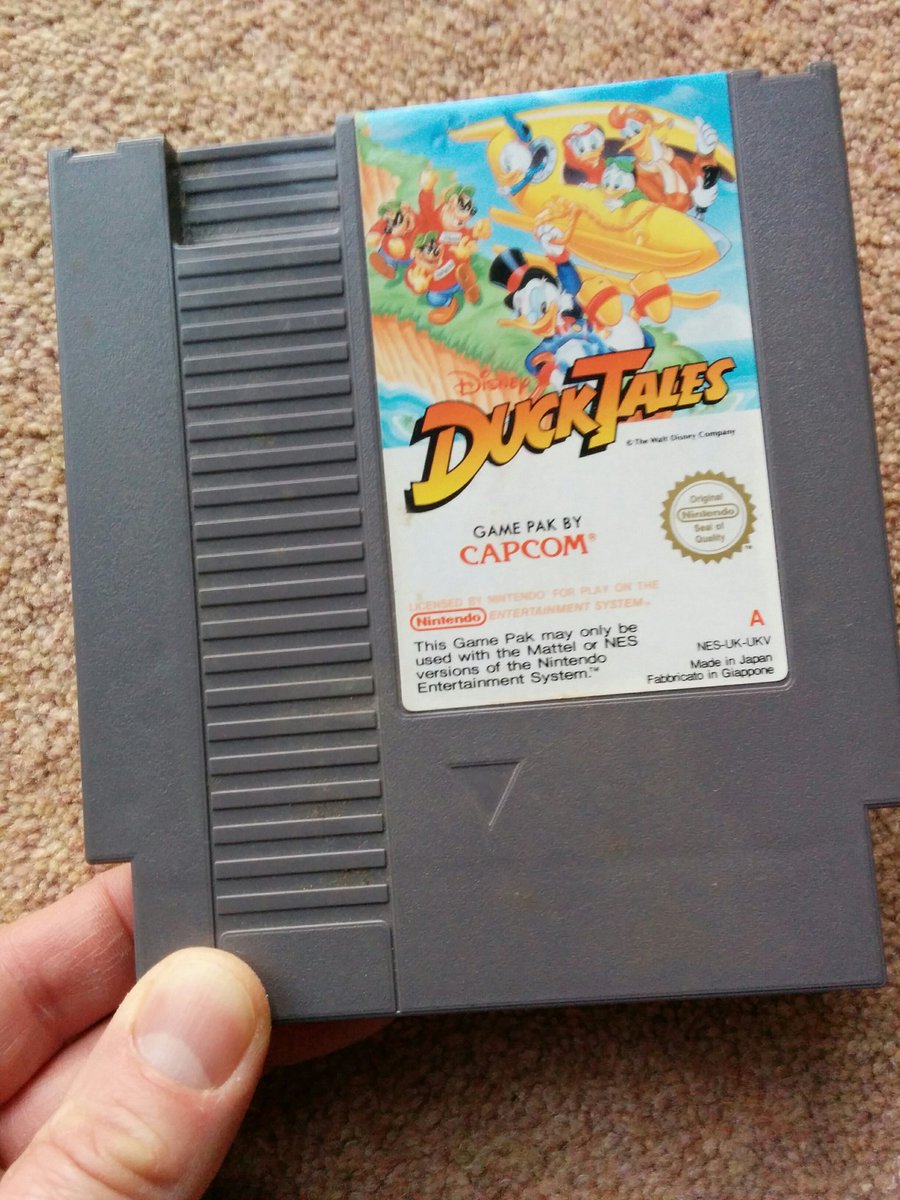 Disney
DUCKTALES
© The Walt Disney Company
GAME PAK BY
CAPCOM®
Original
Nintendo
Seal of
Quality
TM
LICENSED BY NINTENDO® FOR PLAY ON THE
Nintendo ENTERTAINMENT SYSTEM™
This Game Pak may only be
used with the Mattel or NES
versions of the Nintendo
Entertainment System.™
A
NES-UK-UKV
Made in Japan
Fabbricato in Giappone